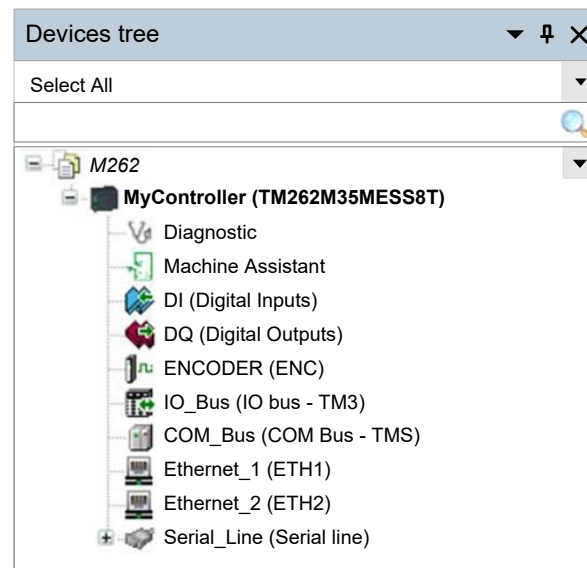 Devices tree
Select All
M262
MyController (TM262M35MESS8T)
Diagnostic
Machine Assistant
DI (Digital Inputs)
DQ (Digital Outputs)
ENCODER (ENC)
IO_Bus (IO bus - TM3)
COM_Bus (COM Bus - TMS)
Ethernet_1 (ETH1)
Ethernet_2 (ETH2)
Serial_Line (Serial line)